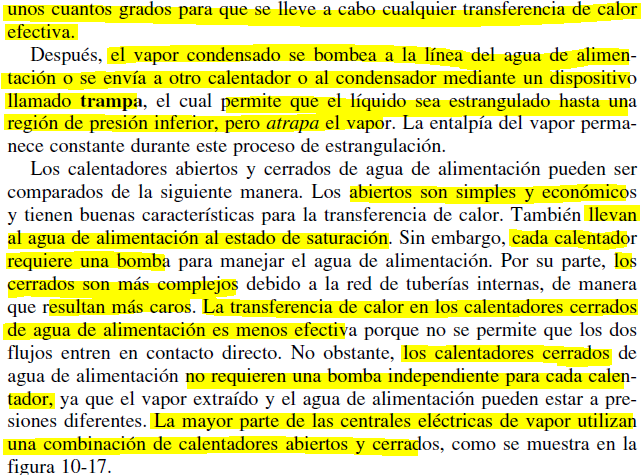 unos cuantos grados para que se lleve a cabo cualquier transferencia de calor
efectiva.
Después, el vapor condensado se bombea a la línea del agua de alimen-
tación o se envía a otro calentador o al condensador mediante un dispositivo
llamado trampa, el cual permite que el líquido sea estrangulado hasta una
región de presión inferior, pero atrapa el vapor. La entalpía del vapor perma-
nece constante durante este proceso de estrangulación.
Los calentadores abiertos y cerrados de agua de alimentación pueden ser
comparados de la siguiente manera. Los abiertos son simples y económicos
y tienen buenas características para la transferencia de calor. También llevan
al agua de alimentación al estado de saturación. Sin embargo, cada calentador
requiere una bomba para manejar el agua de alimentación. Por su parte, los
cerrados son más complejos debido a la red de tuberías internas, de manera
que resultan más caros. La transferencia de calor en los calentadores cerrados
de agua de alimentación es menos efectiva porque no se permite que los dos
flujos entren en contacto directo. No obstante, los calentadores cerrados de
agua de alimentación no requieren una bomba independiente para cada calen-
tador, ya que el vapor extraído y el agua de alimentación pueden estar a pre-
siones diferentes. La mayor parte de las centrales eléctricas de vapor utilizan
una combinación de calentadores abiertos y cerrados, como se muestra en la
figura 10-17.